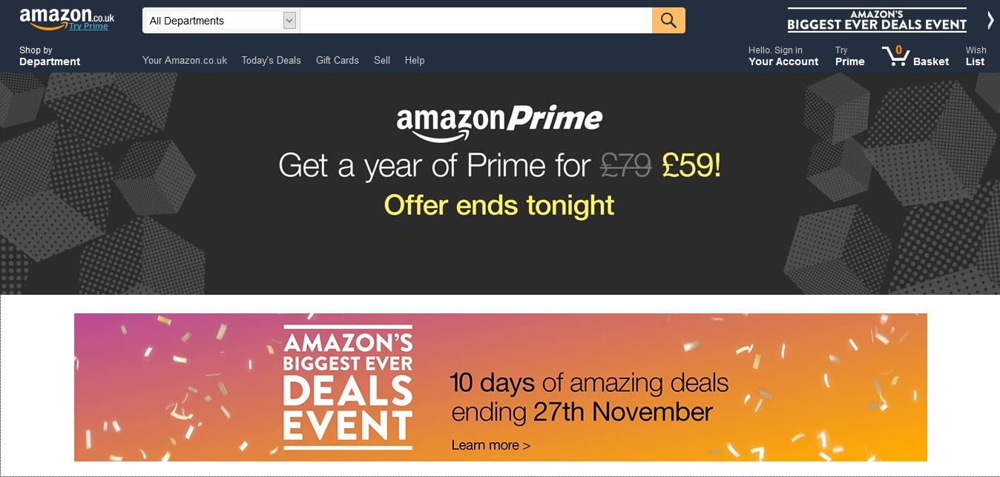 amazon.co.uk
Try Prime
All Departments
AMAZON'S
BIGGEST EVER DEALS EVENT
Shop by
Department
Your Amazon.co.uk Today's Deals Gift Cards Sell Help
Hello. Sign in
Your Account
Try
Prime
0
Basket
Wish
List
amazonPrime
Get a year of Prime for £79 £59!
Offer ends tonight
AMAZON'S
BIGGEST EVER
DEALS
EVENT
10 days of amazing deals
ending 27th November
Learn more >